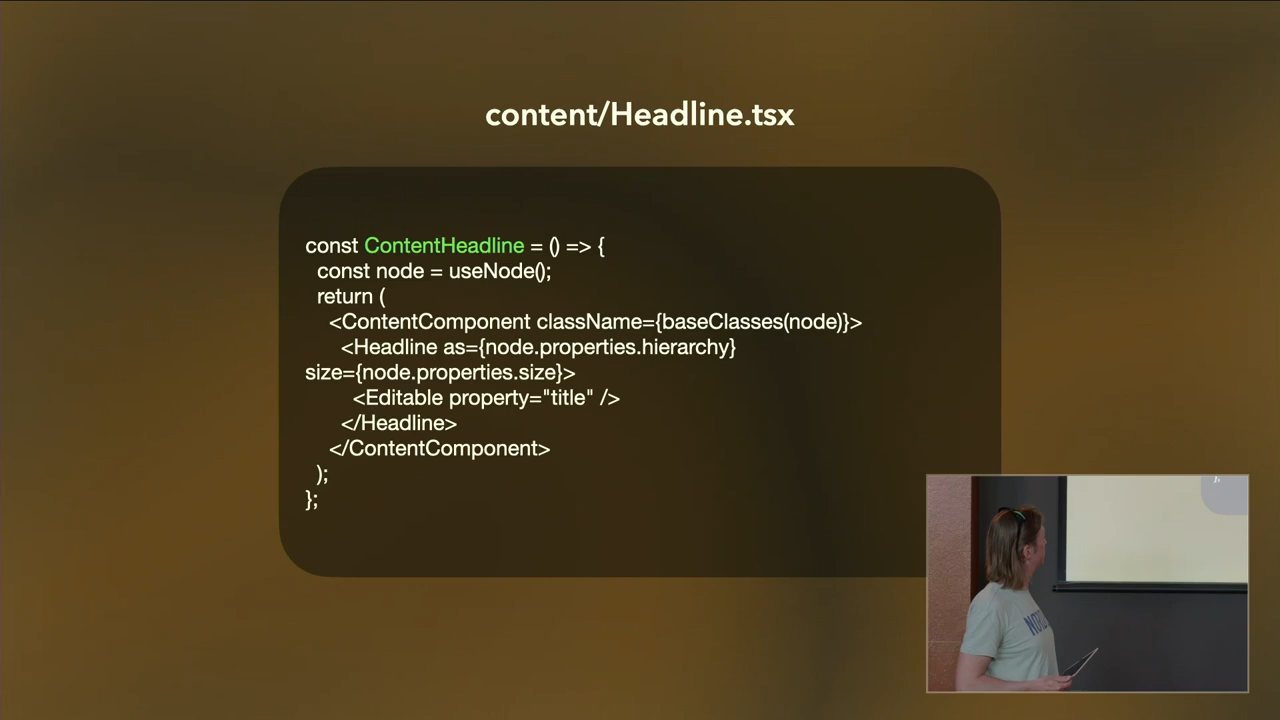 content/Headline.tsx
const ContentHeadline = () => {
const node = useNode();
return (
<ContentComponent className={baseClasses(node)}>
<Headline as={node.properties.hierarchy}
size={node.properties.size}>
<Editable property="title" />
</Headline>
</ContentComponent>
);
};
};